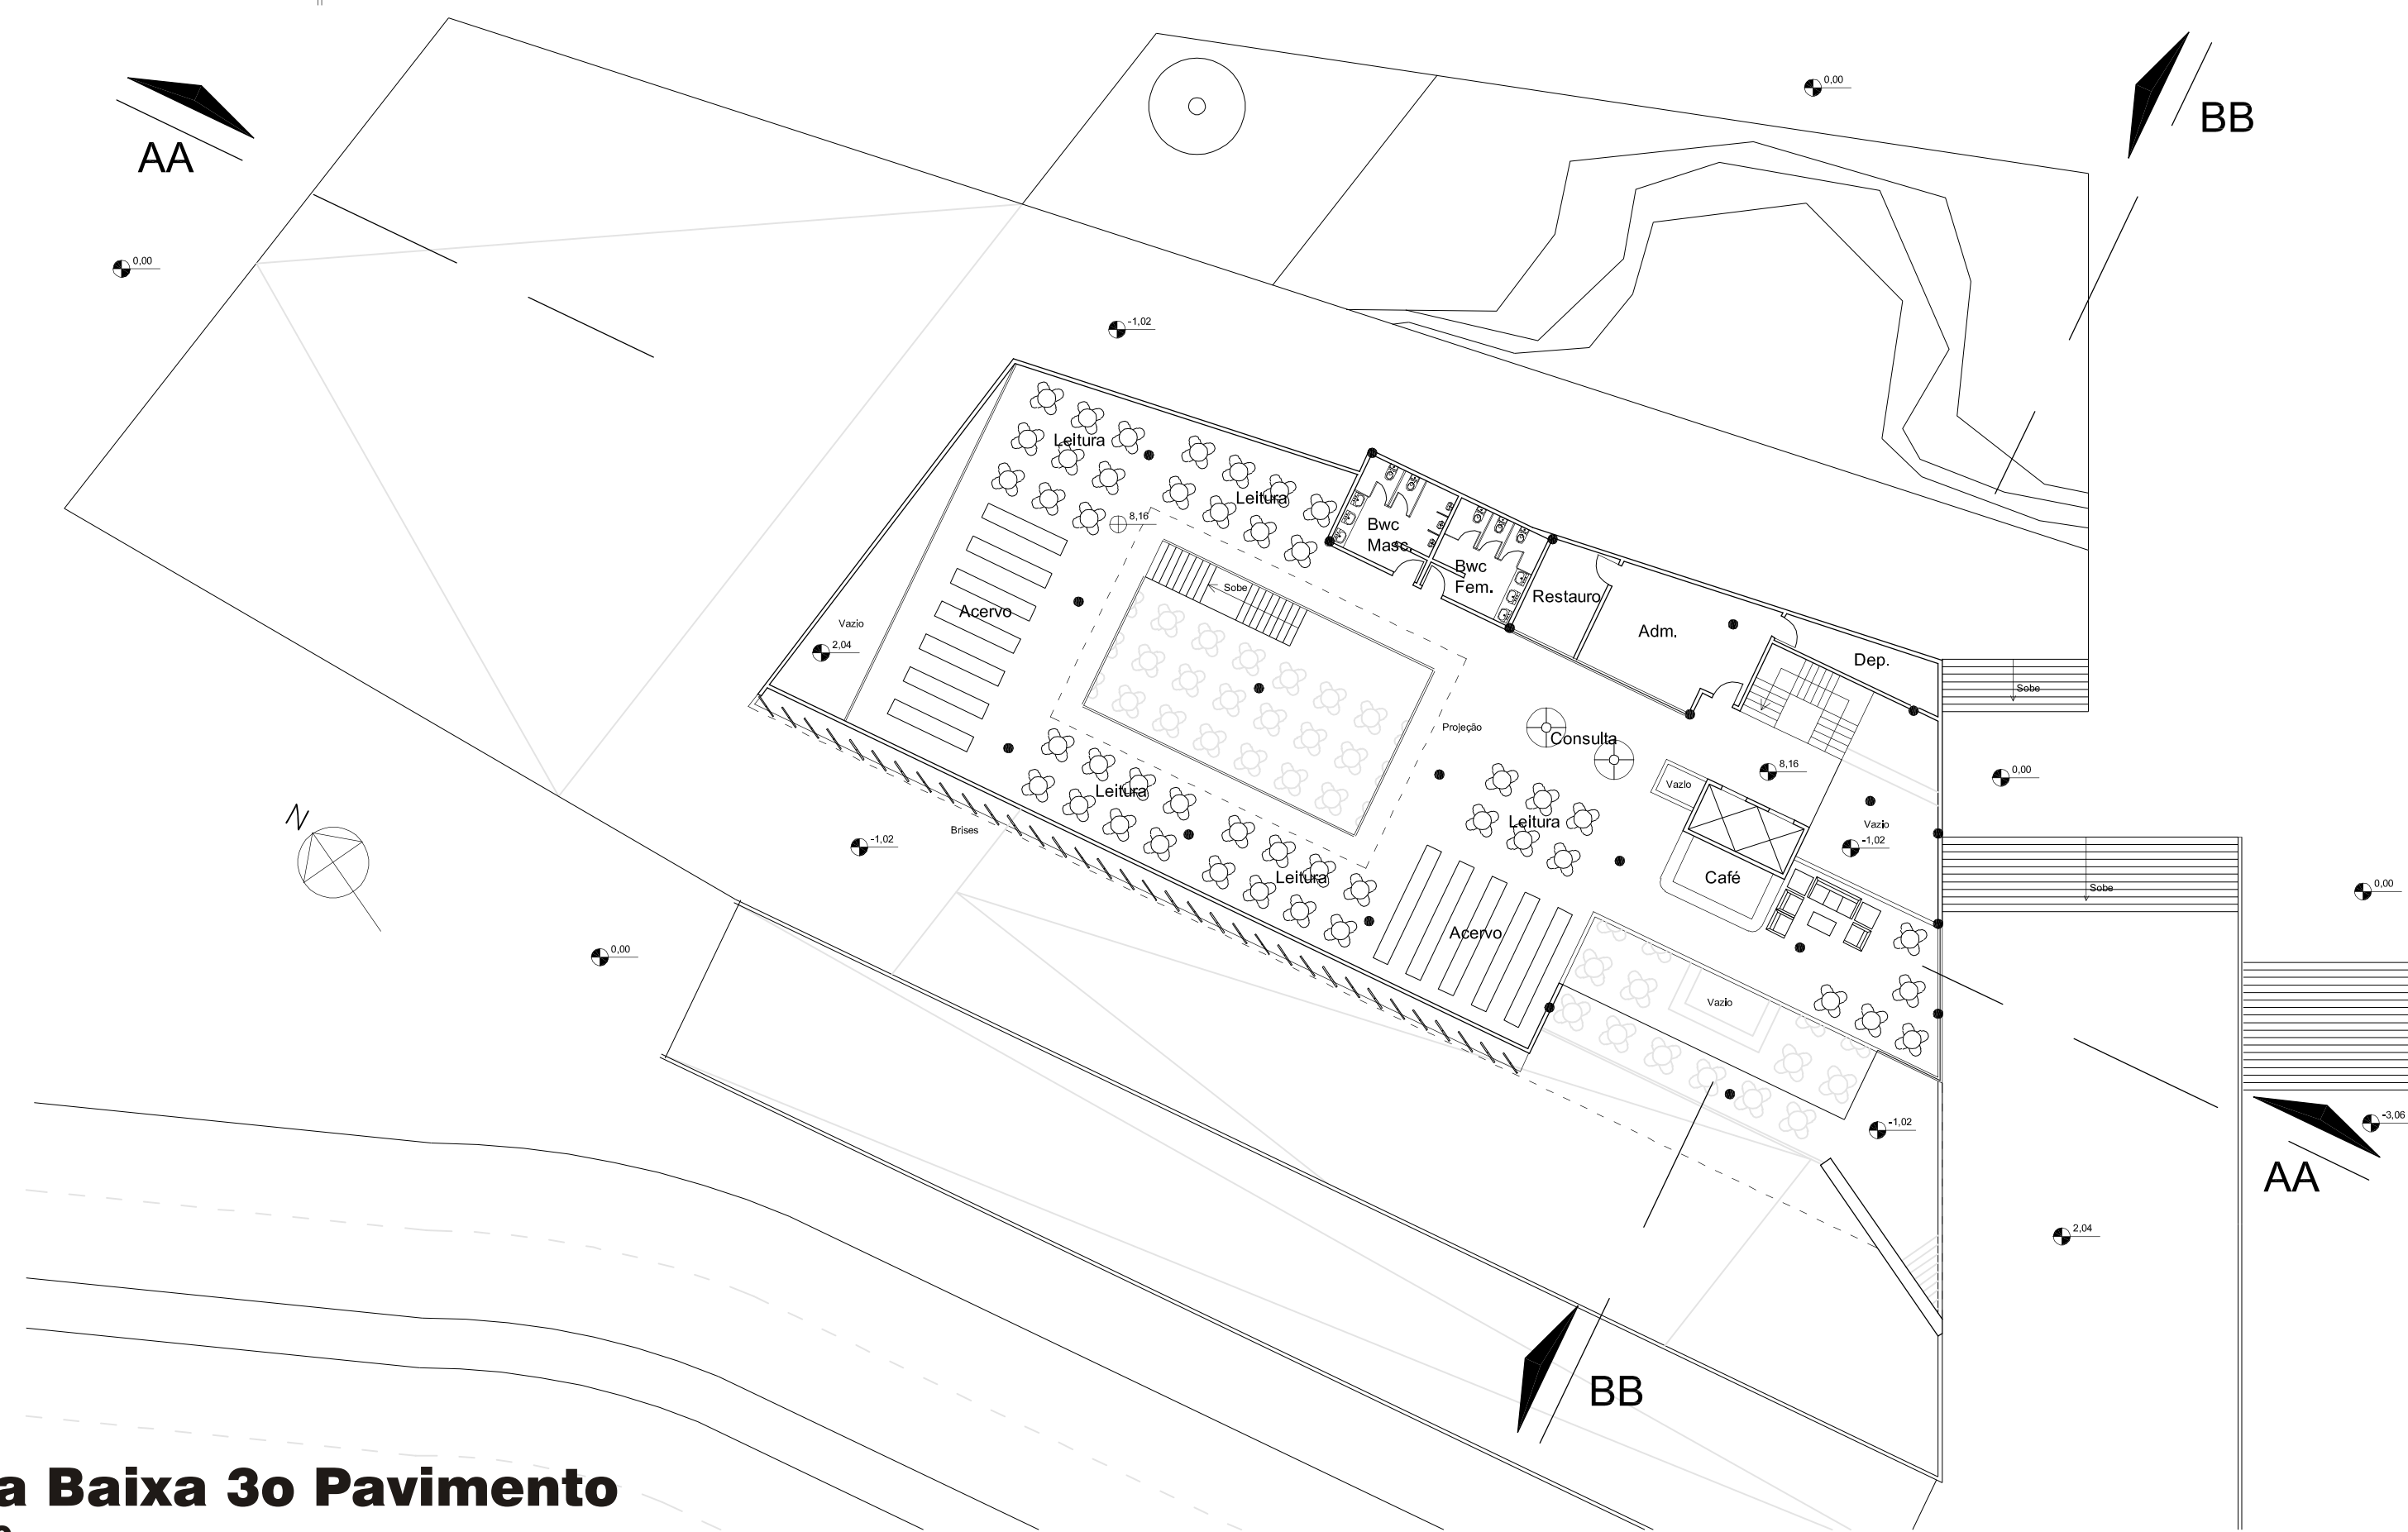 0,00
BB
AA
0,00
-1,02
Leitura
Leitura
8,16
Bwc
Masc.
Bwc
Fem.
Restauro
Sobe
Acervo
Vazio
2,04
Adm.
Dep.
Sobe
Projeção
Consulta
8,16
0,00
Vazio
Leitura
Leitura
Vazio
-1,02
N
Brises
-1,02
Leitura
Café
Sobe
0,00
Acervo
0,00
Vazio
-1,02
-3,06
AA
2,04
BB
a Baixa 3o Pavimento